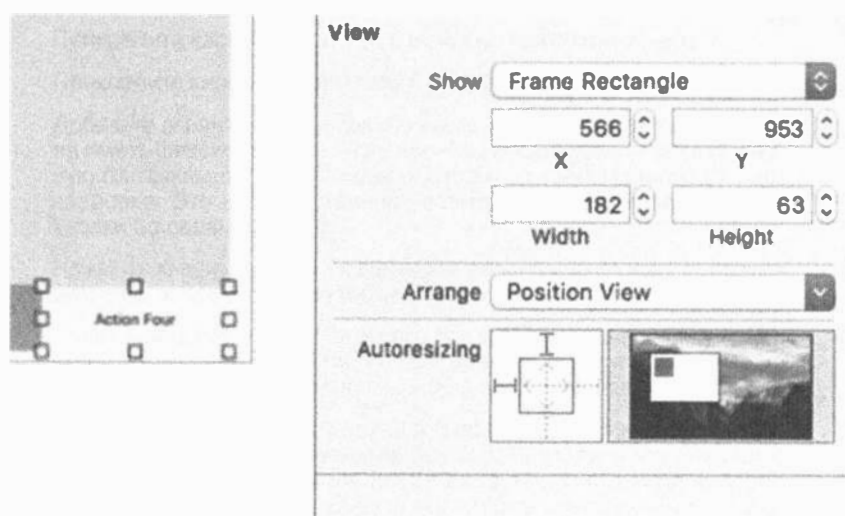 View
Show Frame Rectangle
566 953
X Y
182 63
Width Height
Action Four
Arrange Position View
Autoresizing